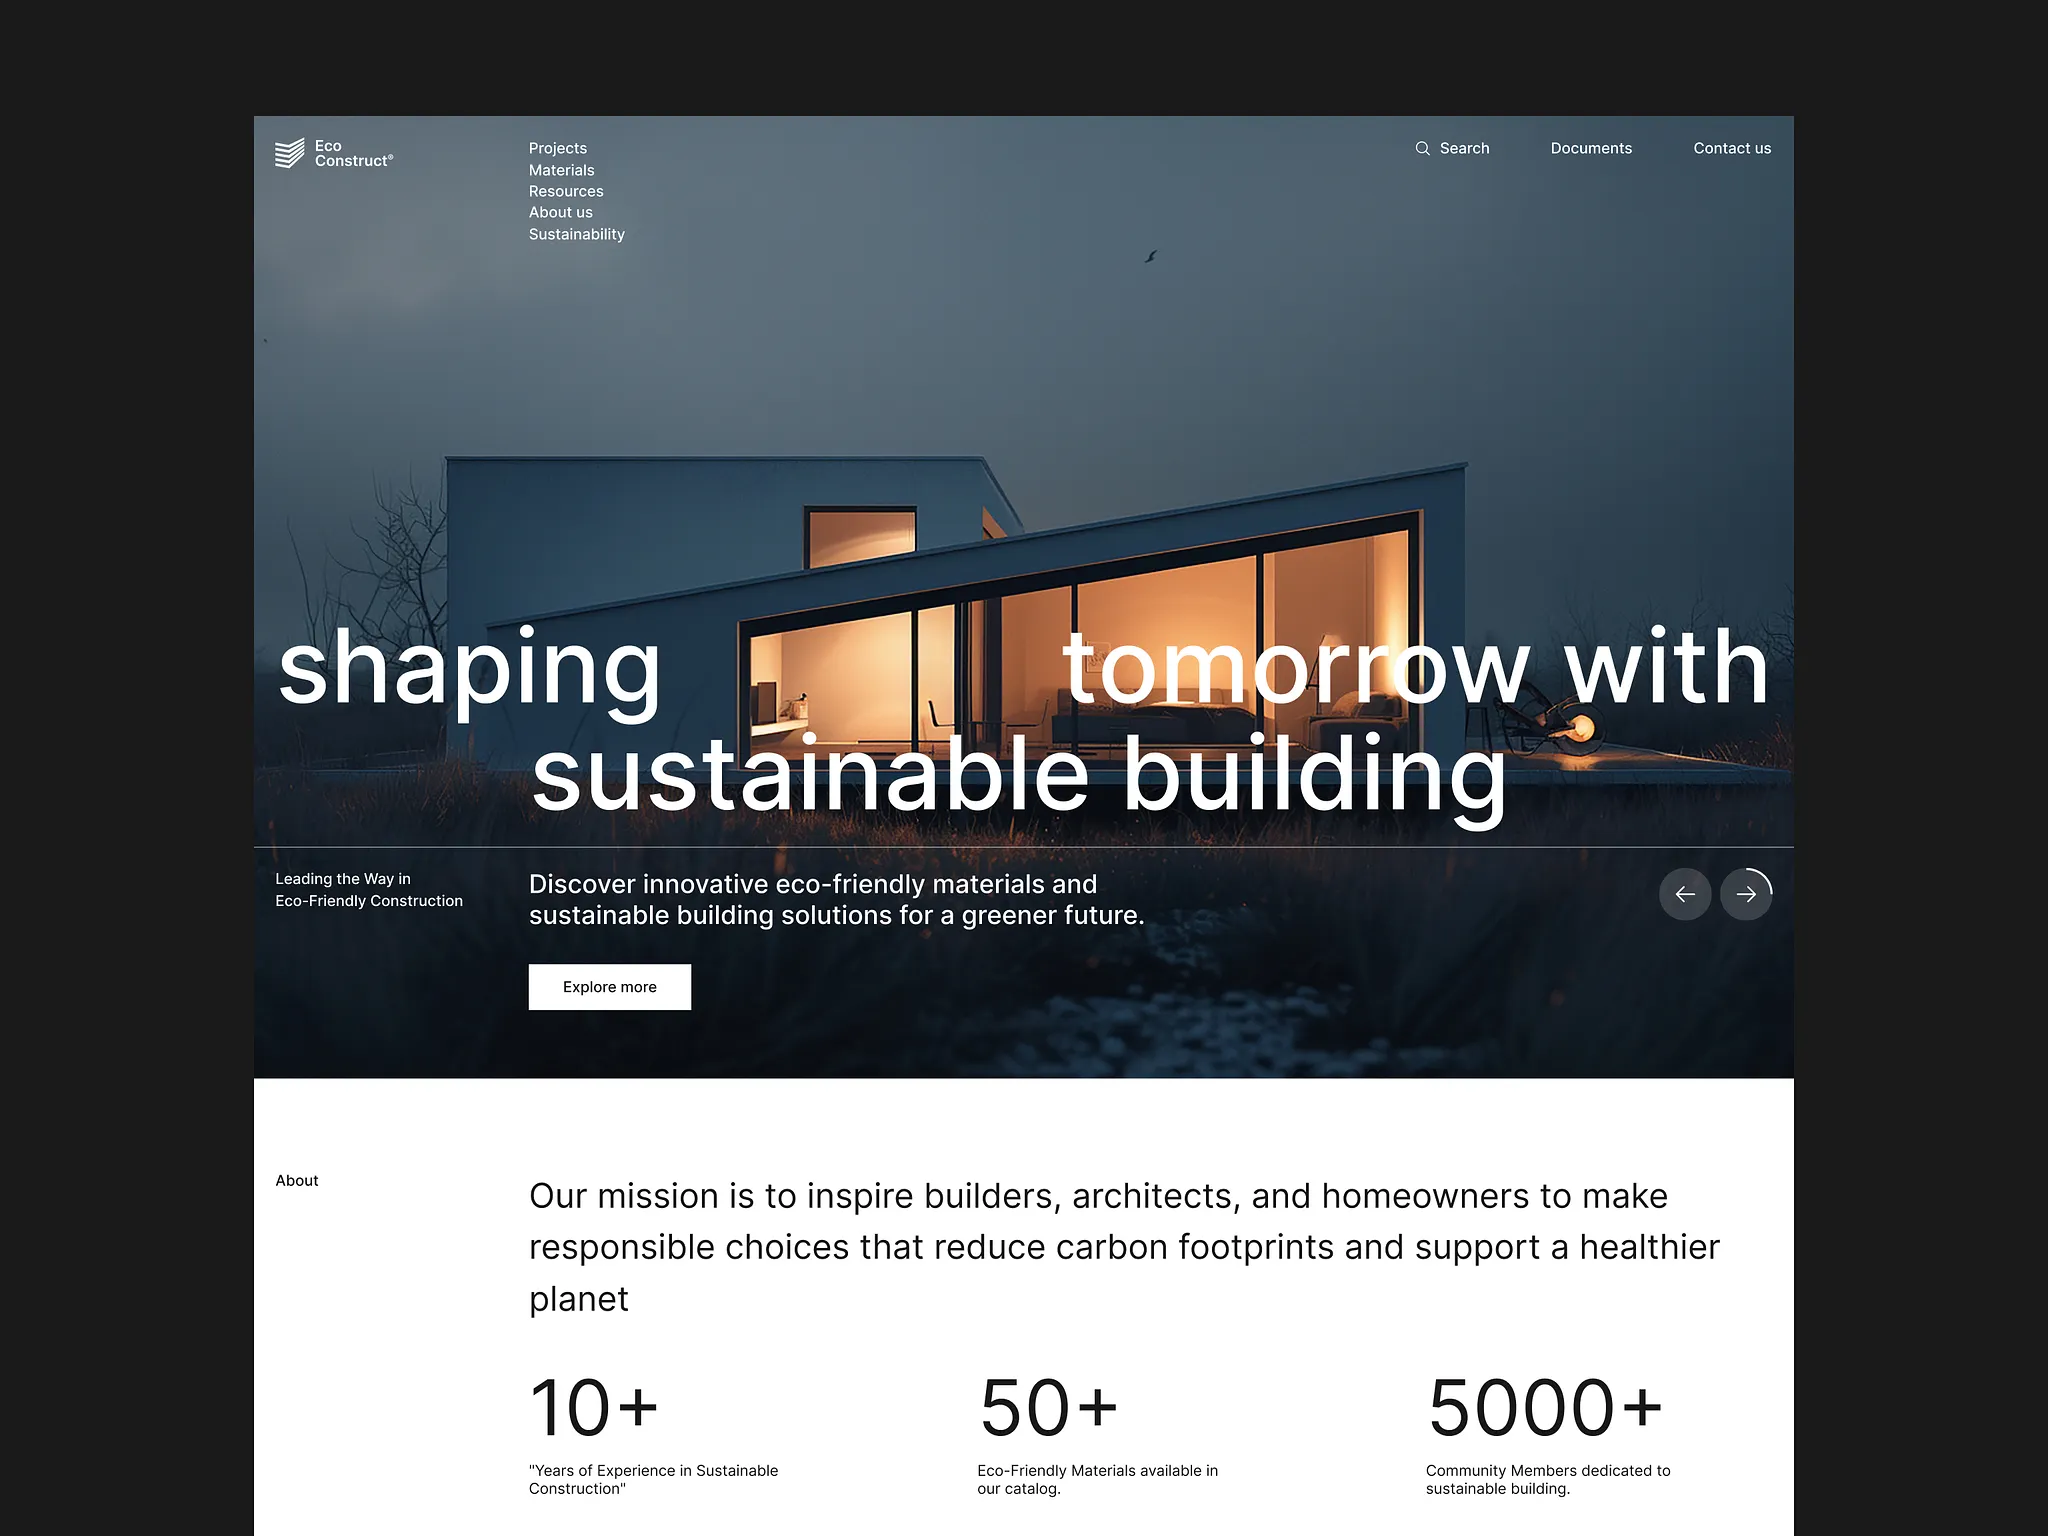 Eco
Construct®
Projects
Materials
Resources
About us
Sustainability
Search
Documents
Contact us
shaping tomorrow with
sustainable building
Leading the Way in
Eco-Friendly Construction
Discover innovative eco-friendly materials and
sustainable building solutions for a greener future.
Explore more
About
Our mission is to inspire builders, architects, and homeowners to make
responsible choices that reduce carbon footprints and support a healthier
planet
10+
"Years of Experience in Sustainable
Construction"
50+
Eco-Friendly Materials available in
our catalog.
5000+
Community Members dedicated to
sustainable building.